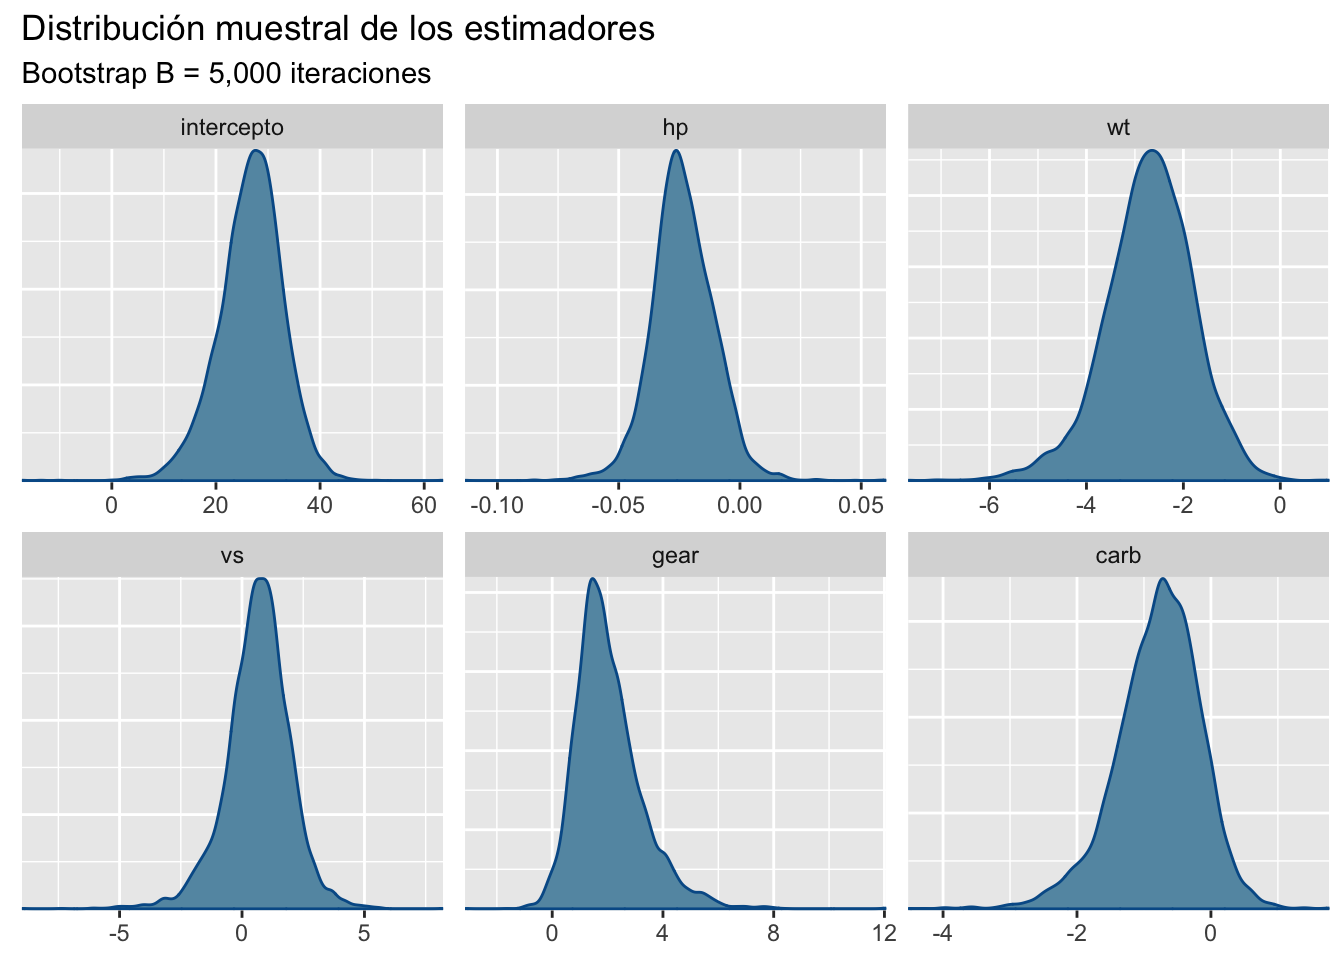 Distribución muestral de los estimadores
Bootstrap B = 5,000 iteraciones
intercepto hp wt
0 20 40 60 -0.10 -0.05 0.00 0.05 -6 -4 -2 0
vs gear carb
-5 0 5 0 4 8 12 -4 -2 0